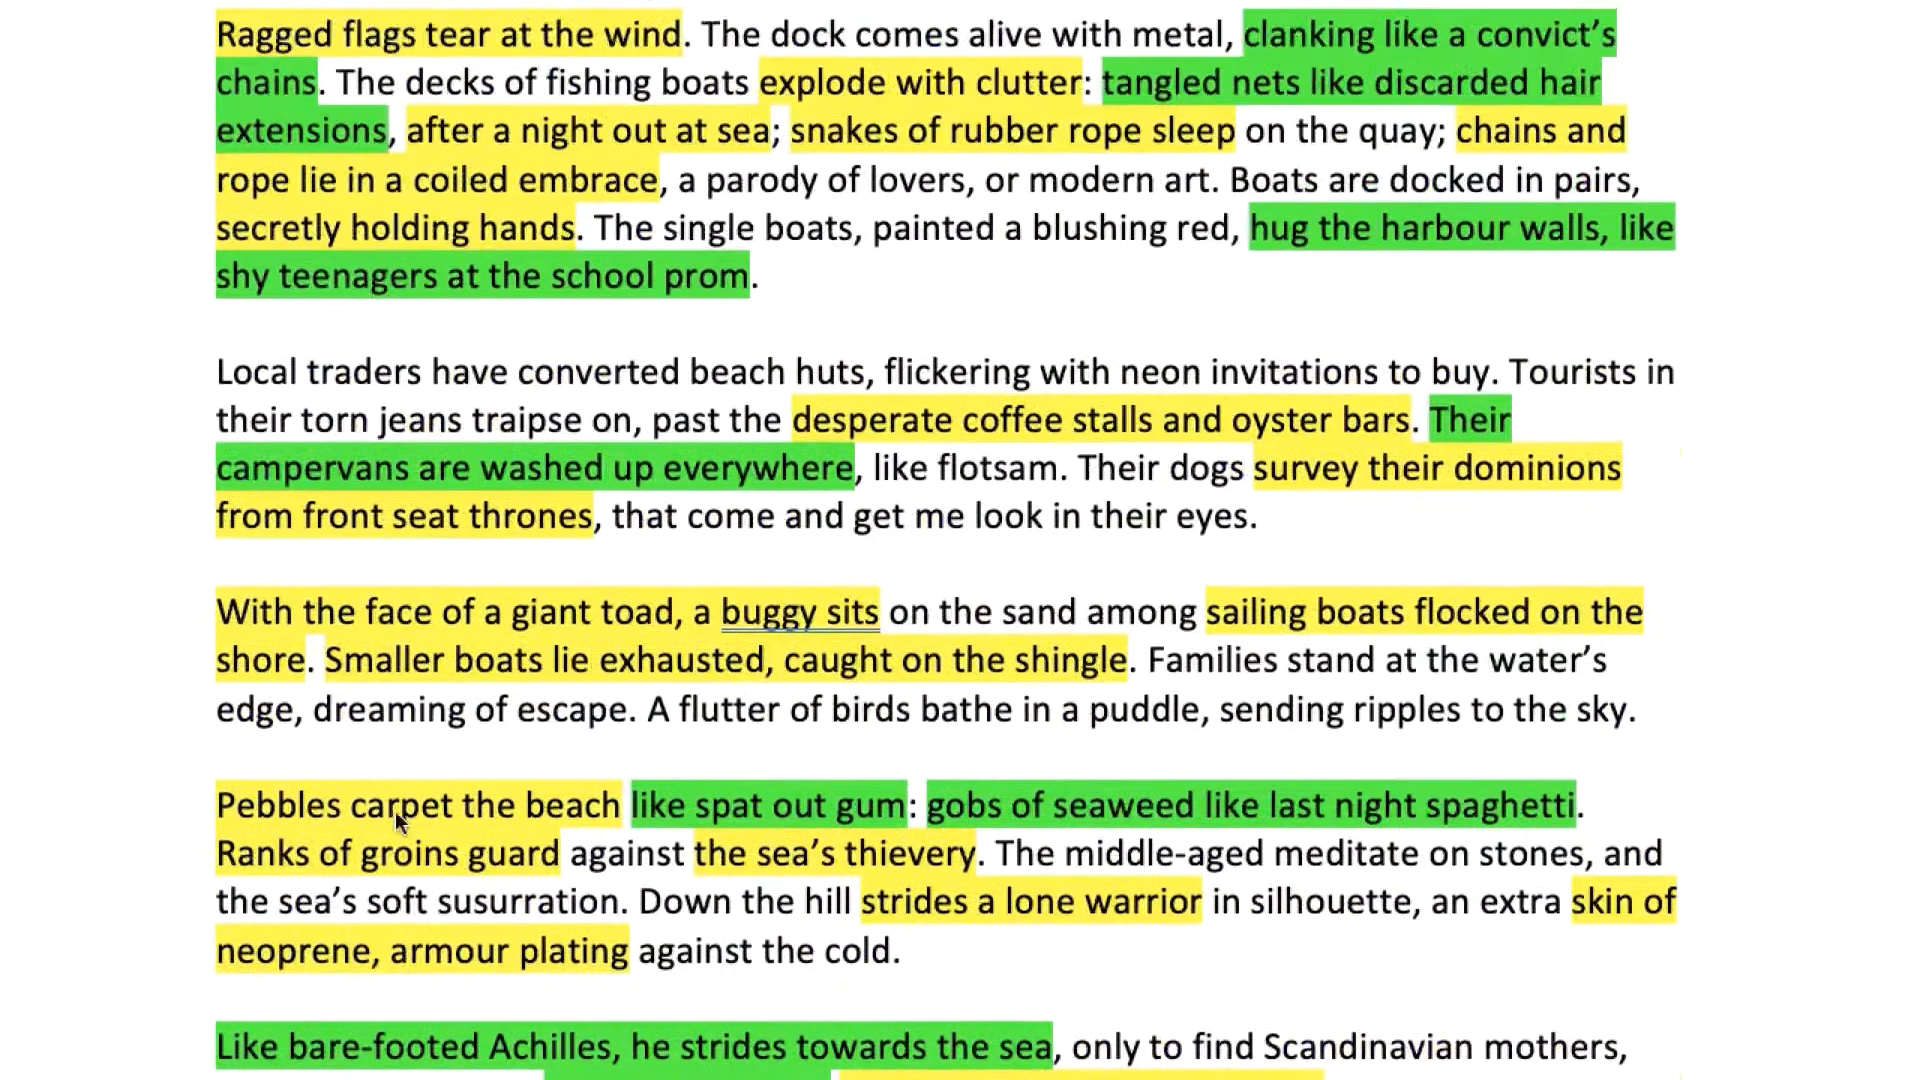 Ragged flags tear at the wind. The dock comes alive with metal, clanking like a convict’s
chains. The decks of fishing boats explode with clutter: tangled nets like discarded hair
extensions, after a night out at sea; snakes of rubber rope sleep on the quay; chains and
rope lie in a coiled embrace, a parody of lovers, or modern art. Boats are docked in pairs,
secretly holding hands. The single boats, painted a blushing red, hug the harbour walls, like
shy teenagers at the school prom.
Local traders have converted beach huts, flickering with neon invitations to buy. Tourists in
their torn jeans traipse on, past the desperate coffee stalls and oyster bars. Their
campervans are washed up everywhere, like flotsam. Their dogs survey their dominions
from front seat thrones, that come and get me look in their eyes.
With the face of a giant toad, a buggy sits on the sand among sailing boats flocked on the
shore. Smaller boats lie exhausted, caught on the shingle. Families stand at the water’s
edge, dreaming of escape. A flutter of birds bathe in a puddle, sending ripples to the sky.
Pebbles carpet the beach like spat out gum: gobs of seaweed like last night spaghetti.
Ranks of groins guard against the sea’s thievery. The middle-aged meditate on stones, and
the sea’s soft susurration. Down the hill strides a lone warrior in silhouette, an extra skin of
neoprene, armour plating against the cold.
Like bare-footed Achilles, he strides towards the sea, only to find Scandinavian mothers,